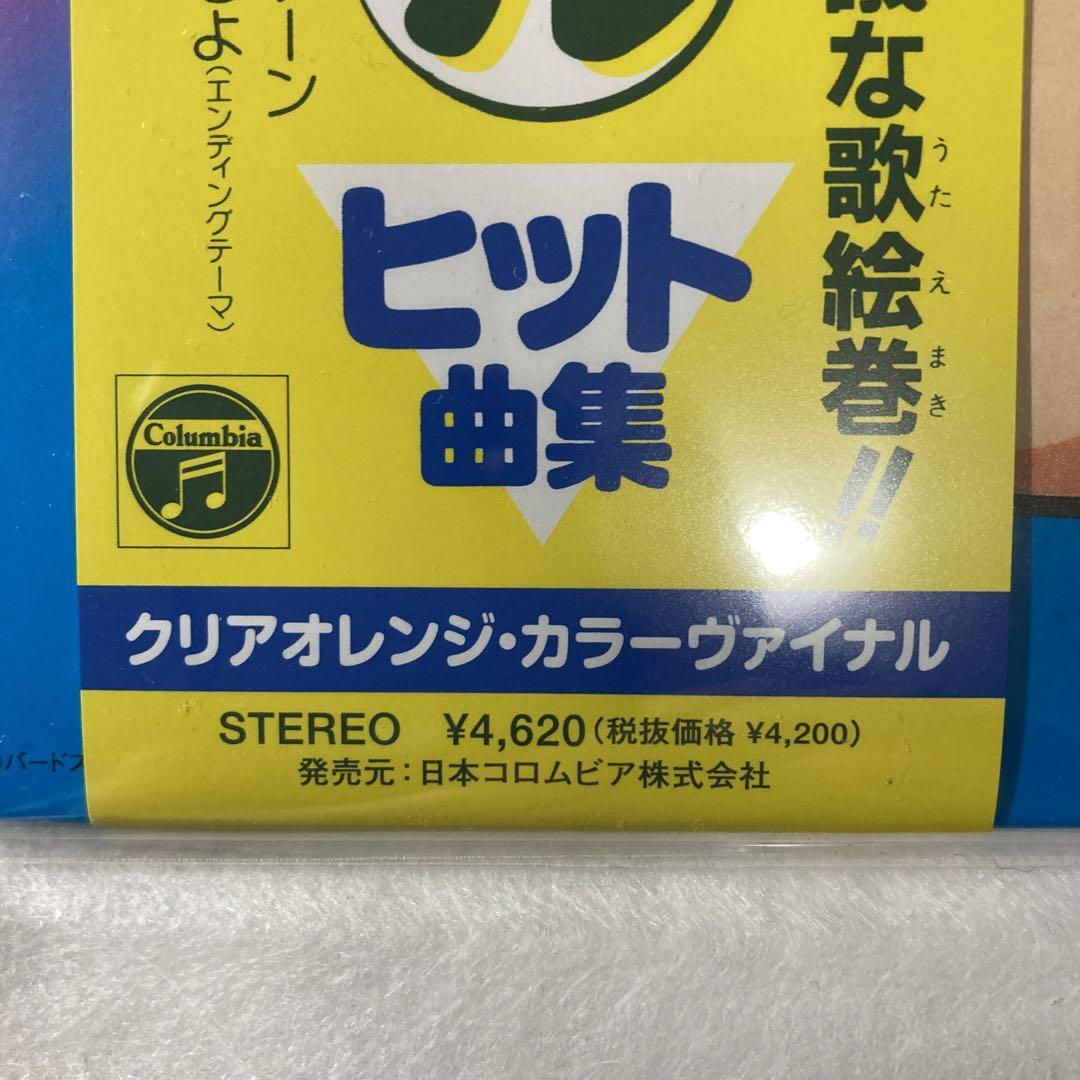 な歌絵巻!!
うたえまき
ーン
よ(エンディングテーマ)
ヒット
曲集
Columbia
クリアオレンジ・カラーヴァイナル
STEREO ¥4,620(税抜価格 ¥4,200)
発売元:日本コロムビア株式会社
バードス